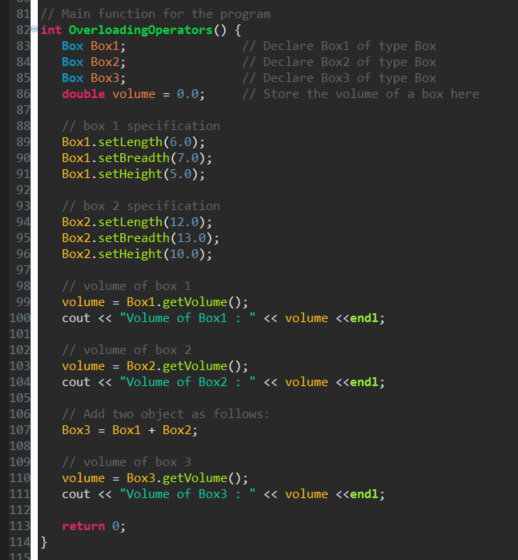 81 // Main function for the program
82 int OverloadingOperators() {
83 Box Box1; // Declare Box1 of type Box
84 Box Box2; // Declare Box2 of type Box
85 Box Box3; // Declare Box3 of type Box
86 double volume = 0.0; // Store the volume of a box here
87
88 // box 1 specification
89 Box1.setLength(6.0);
90 Box1.setBreadth(7.0);
91 Box1.setHeight(5.0);
92
93 // box 2 specification
94 Box2.setLength(12.0);
95 Box2.setBreadth(13.0);
96 Box2.setHeight(10.0);
97
98 // volume of box 1
99 volume = Box1.getVolume();
100 cout << "Volume of Box1 : " << volume <<endl;
101
102 // volume of box 2
103 volume = Box2.getVolume();
104 cout << "Volume of Box2 : " << volume <<endl;
105
106 // Add two object as follows:
107 Box3 = Box1 + Box2;
108
109 // volume of box 3
110 volume = Box3.getVolume();
111 cout << "Volume of Box3 : " << volume <<endl;
112
113 return 0;
114 }
115